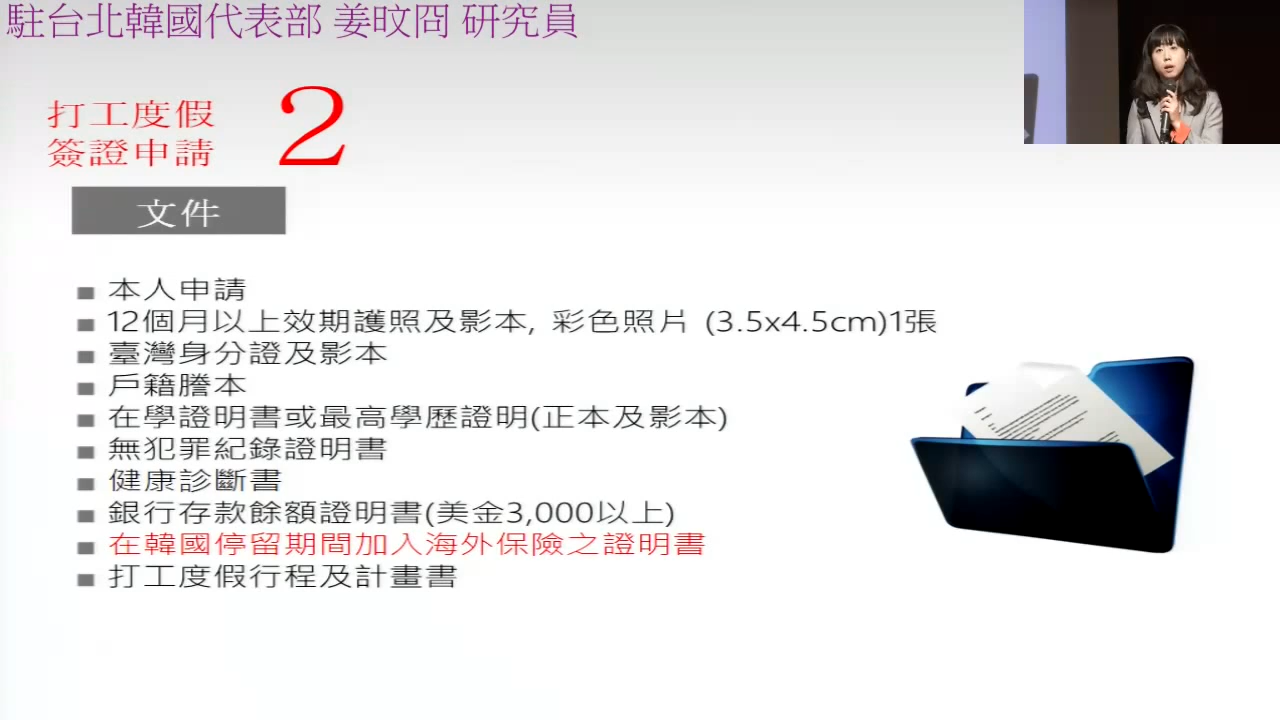 駐台北韓國代表部 姜旼冏 研究員
打工度假
簽證申請
2
文件
本人申請
12個月以上效期護照及影本, 彩色照片 (3.5x4.5cm)1張
臺灣身分證及影本
戶籍謄本
在學證明書或最高學歷證明(正本及影本)
無犯罪紀錄證明書
健康診斷書
銀行存款餘額證明書(美金3,000以上)
在韓國停留期間加入海外保險之證明書
打工度假行程及計畫書